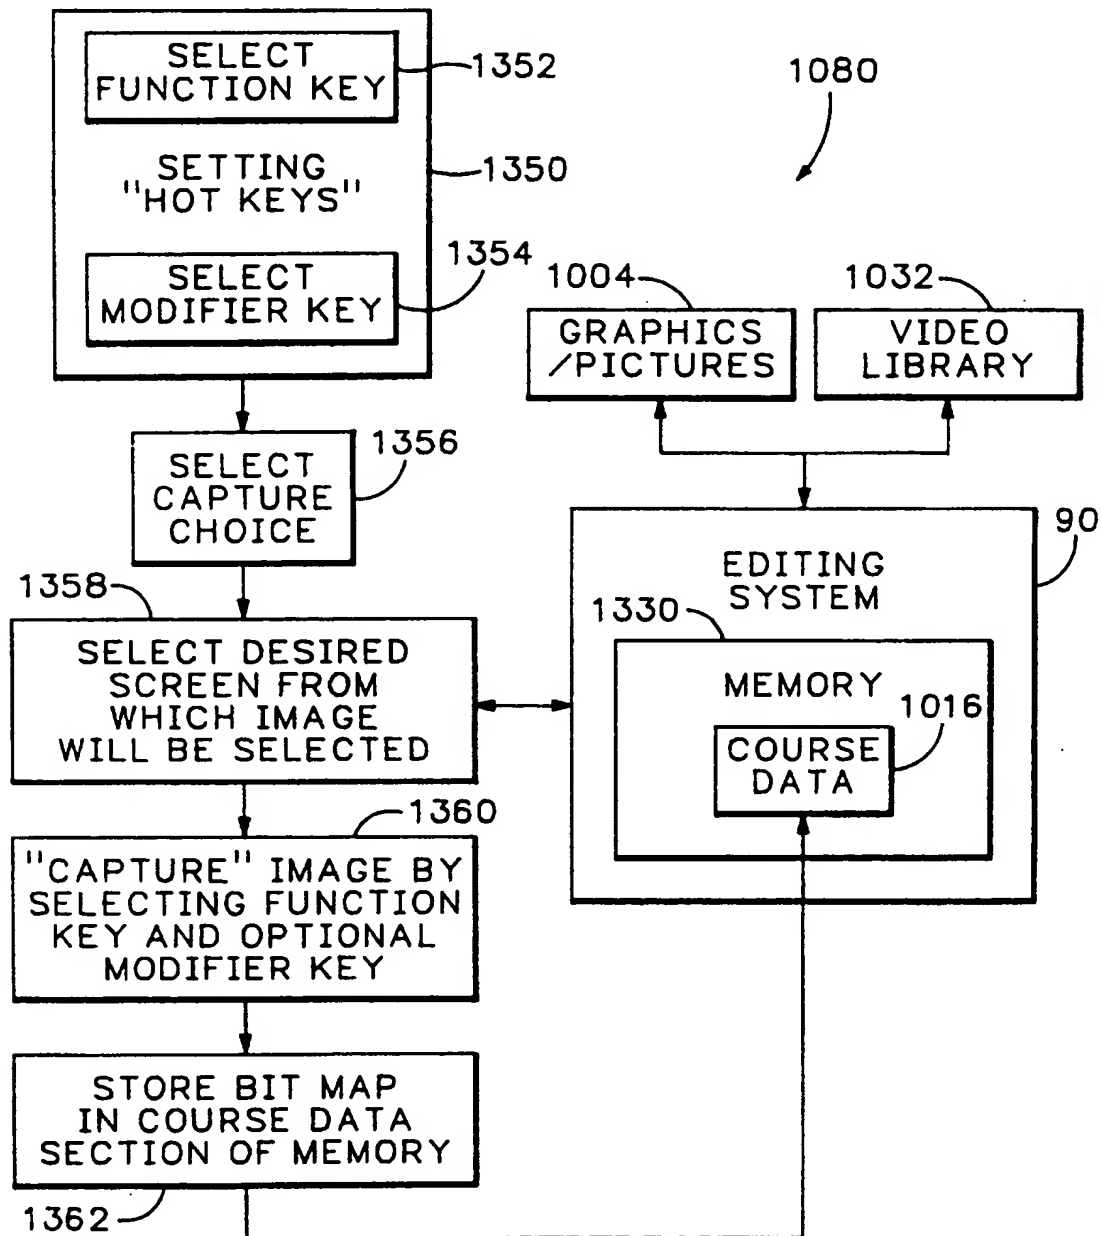 SELECT
FUNCTION KEY
1352
SETTING
"HOT KEYS"
1350
SELECT
MODIFIER KEY
1354
1080
SELECT
CAPTURE
CHOICE
1356
1358
SELECT DESIRED
SCREEN FROM
WHICH IMAGE
WILL BE SELECTED
1360
"CAPTURE" IMAGE BY
SELECTING FUNCTION
KEY AND OPTIONAL
MODIFIER KEY
STORE BIT MAP
IN COURSE DATA
SECTION OF MEMORY
1362
1004
GRAPHICS
/PICTURES
1032
VIDEO
LIBRARY
90
EDITING
SYSTEM
1330
MEMORY
1016
COURSE
DATA